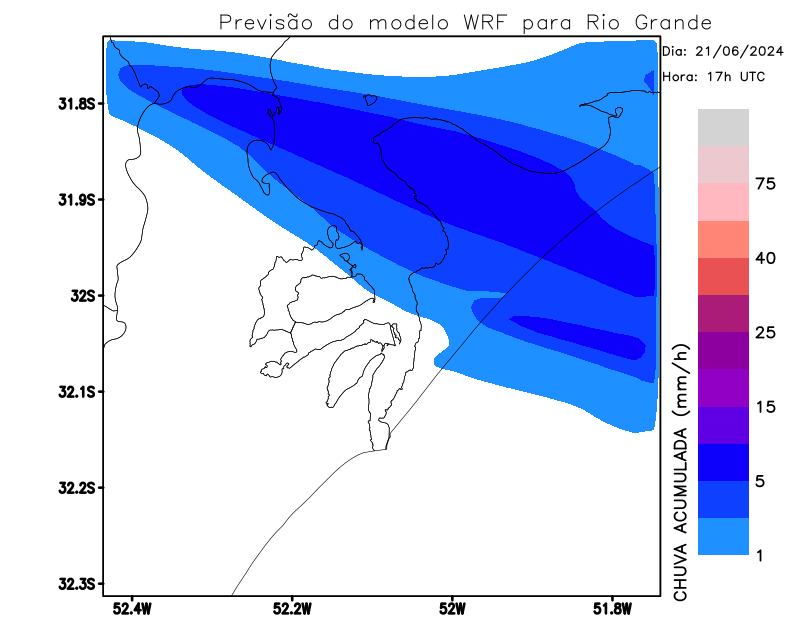 Previsão do modelo WRF para Rio Grande
Dia: 21/06/2024
Hora: 17h UTC
31.8S
31.9S
32S
32.1S
32.2S
32.3S
52.4W
52.2W
52W
51.8W
CHUVA ACUMULADA (mm/h)
75
40
25
15
5
1